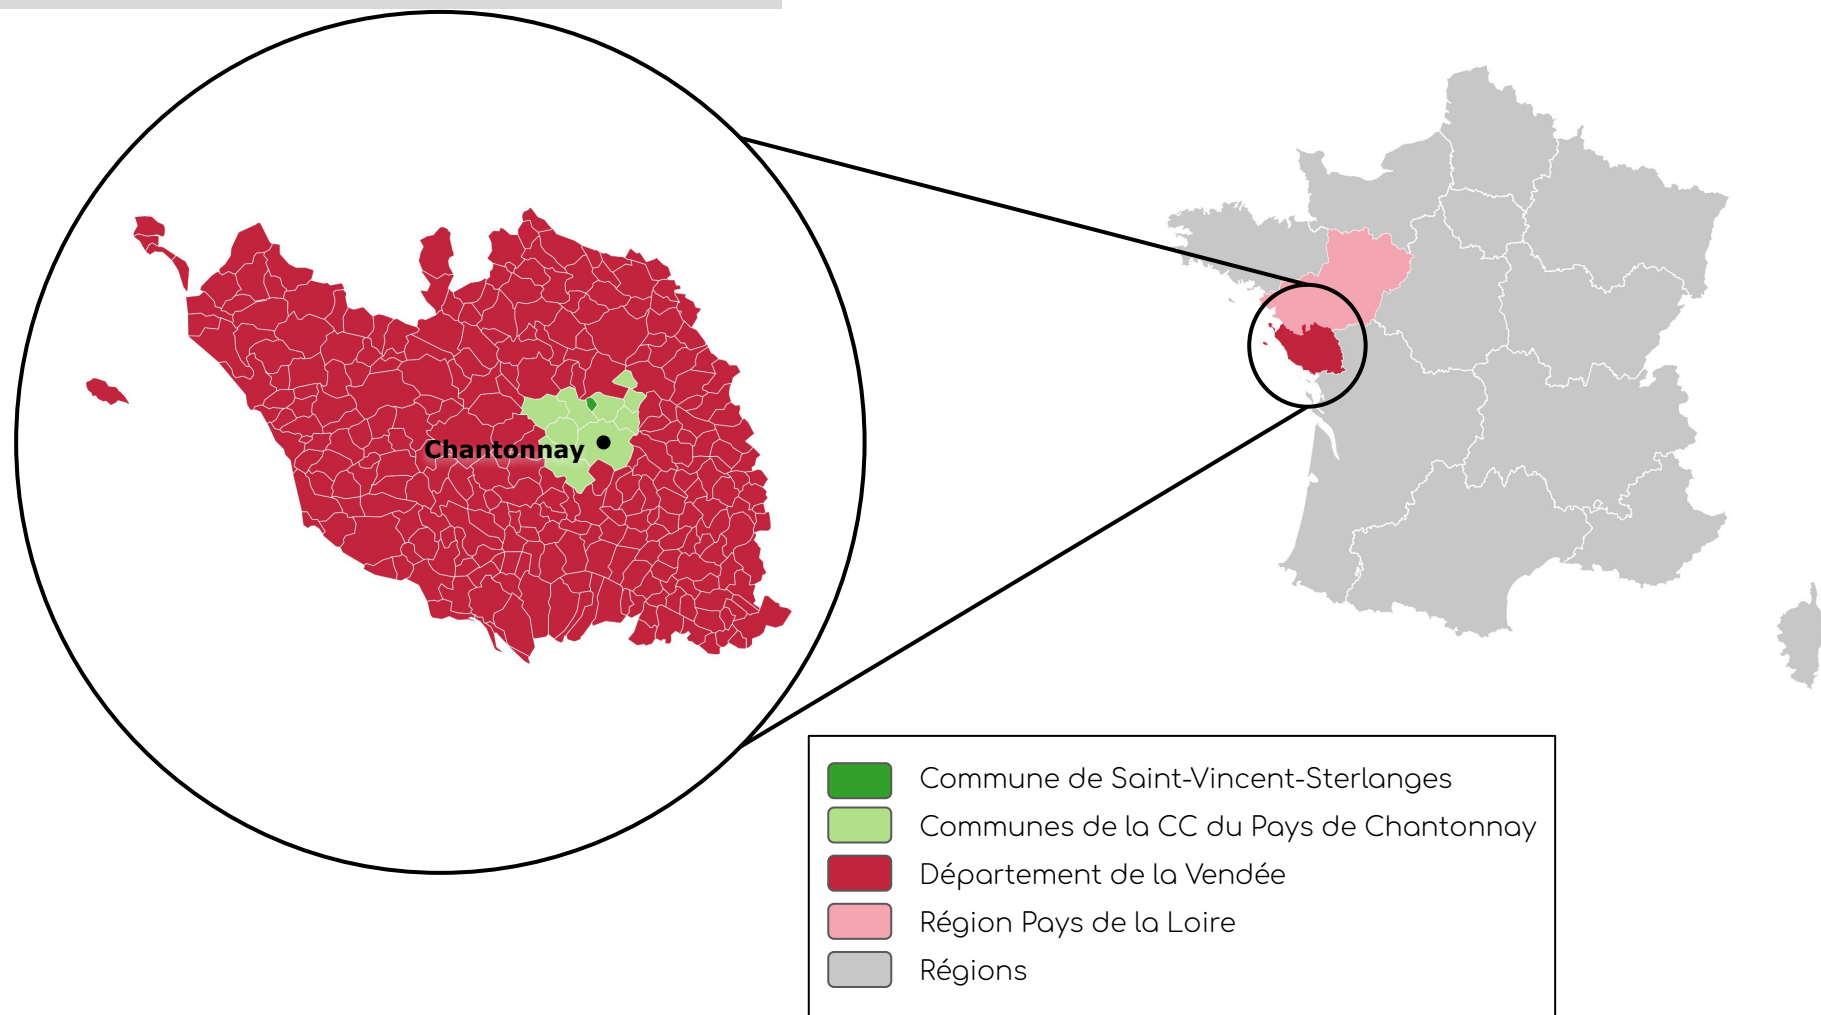 Chantonnay
Commune de Saint-Vincent-Sterlanges
Communes de la CC du Pays de Chantonnay
Département de la Vendée
Région Pays de la Loire
Régions